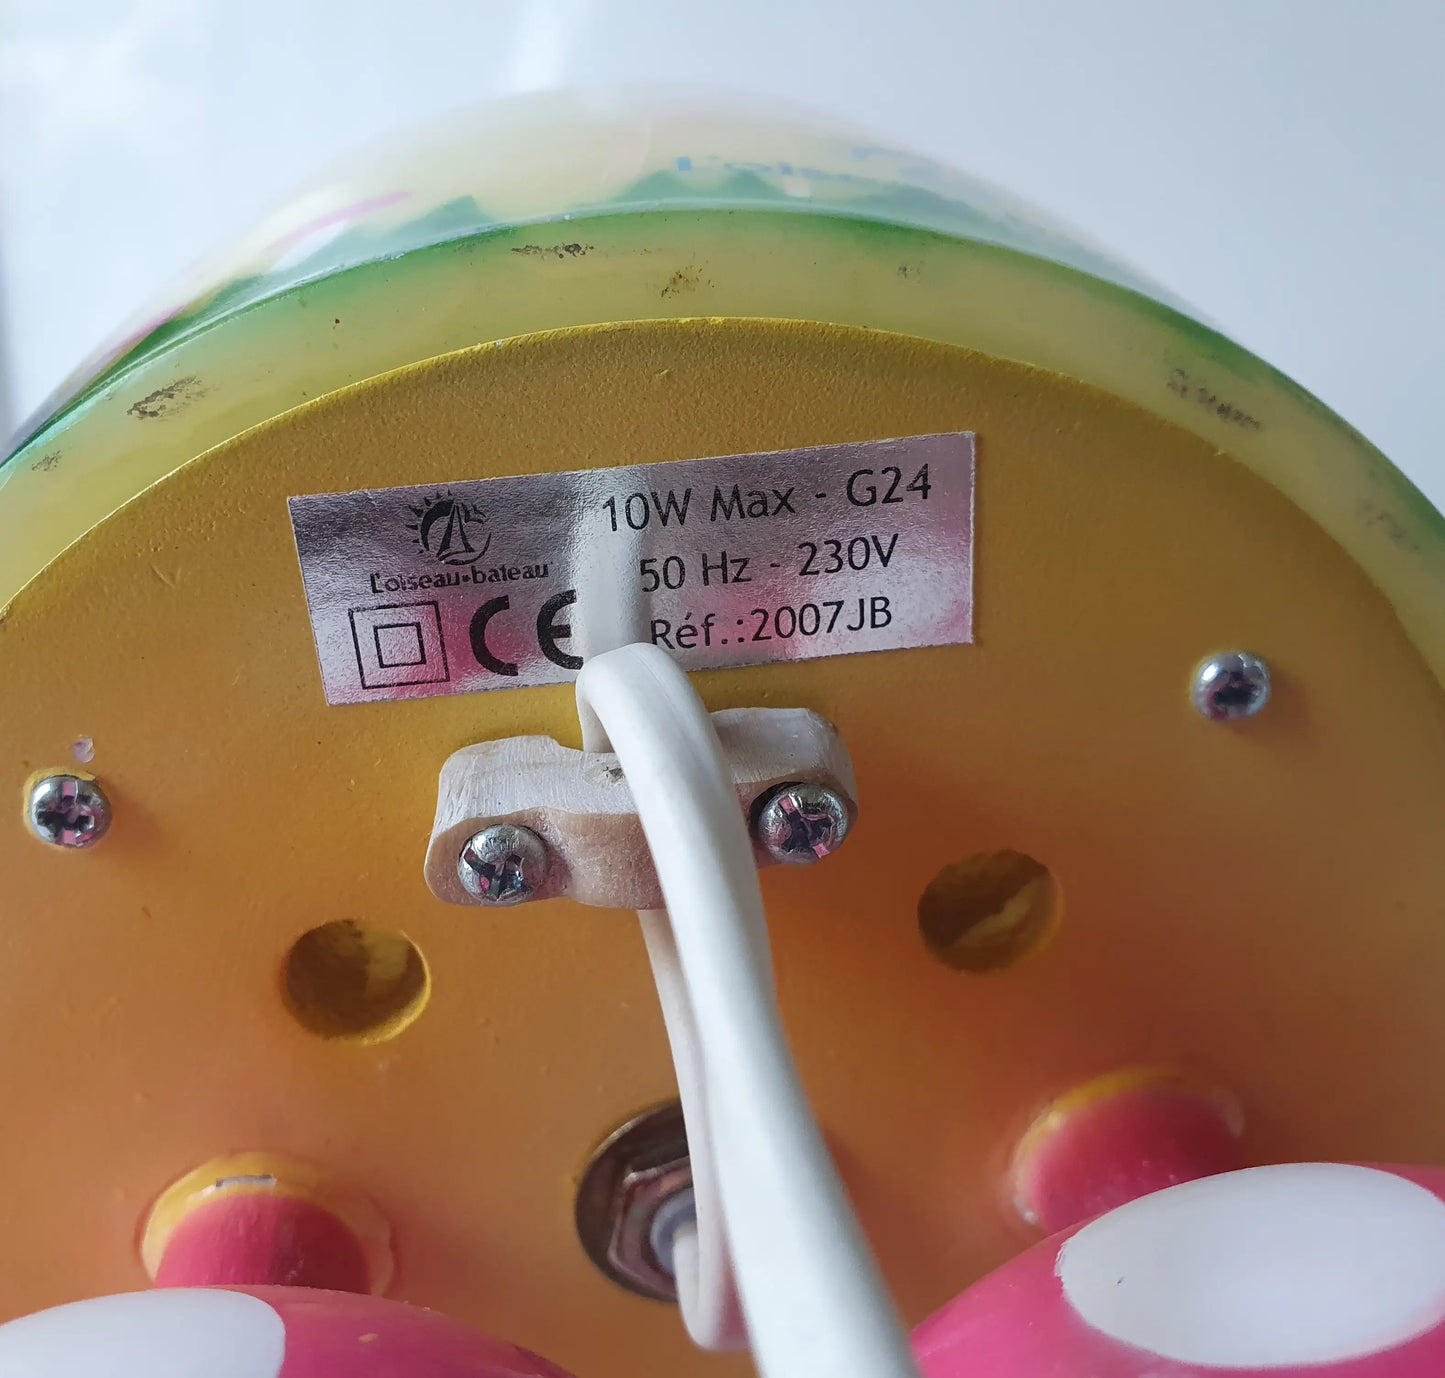 10W Max - G24
L'oiseau•bateau
50 Hz - 230V
CE
Réf.:2007JB